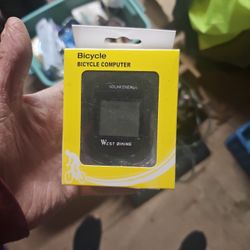 Bicycle
BICYCLE COMPUTER
SOLAR ENERGY
WEST BIKING